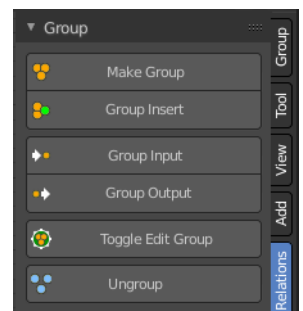 Group
Make Group
Group Insert
Group Input
Group Output
Toggle Edit Group
Ungroup
Group
Tool
View
Add
Relations